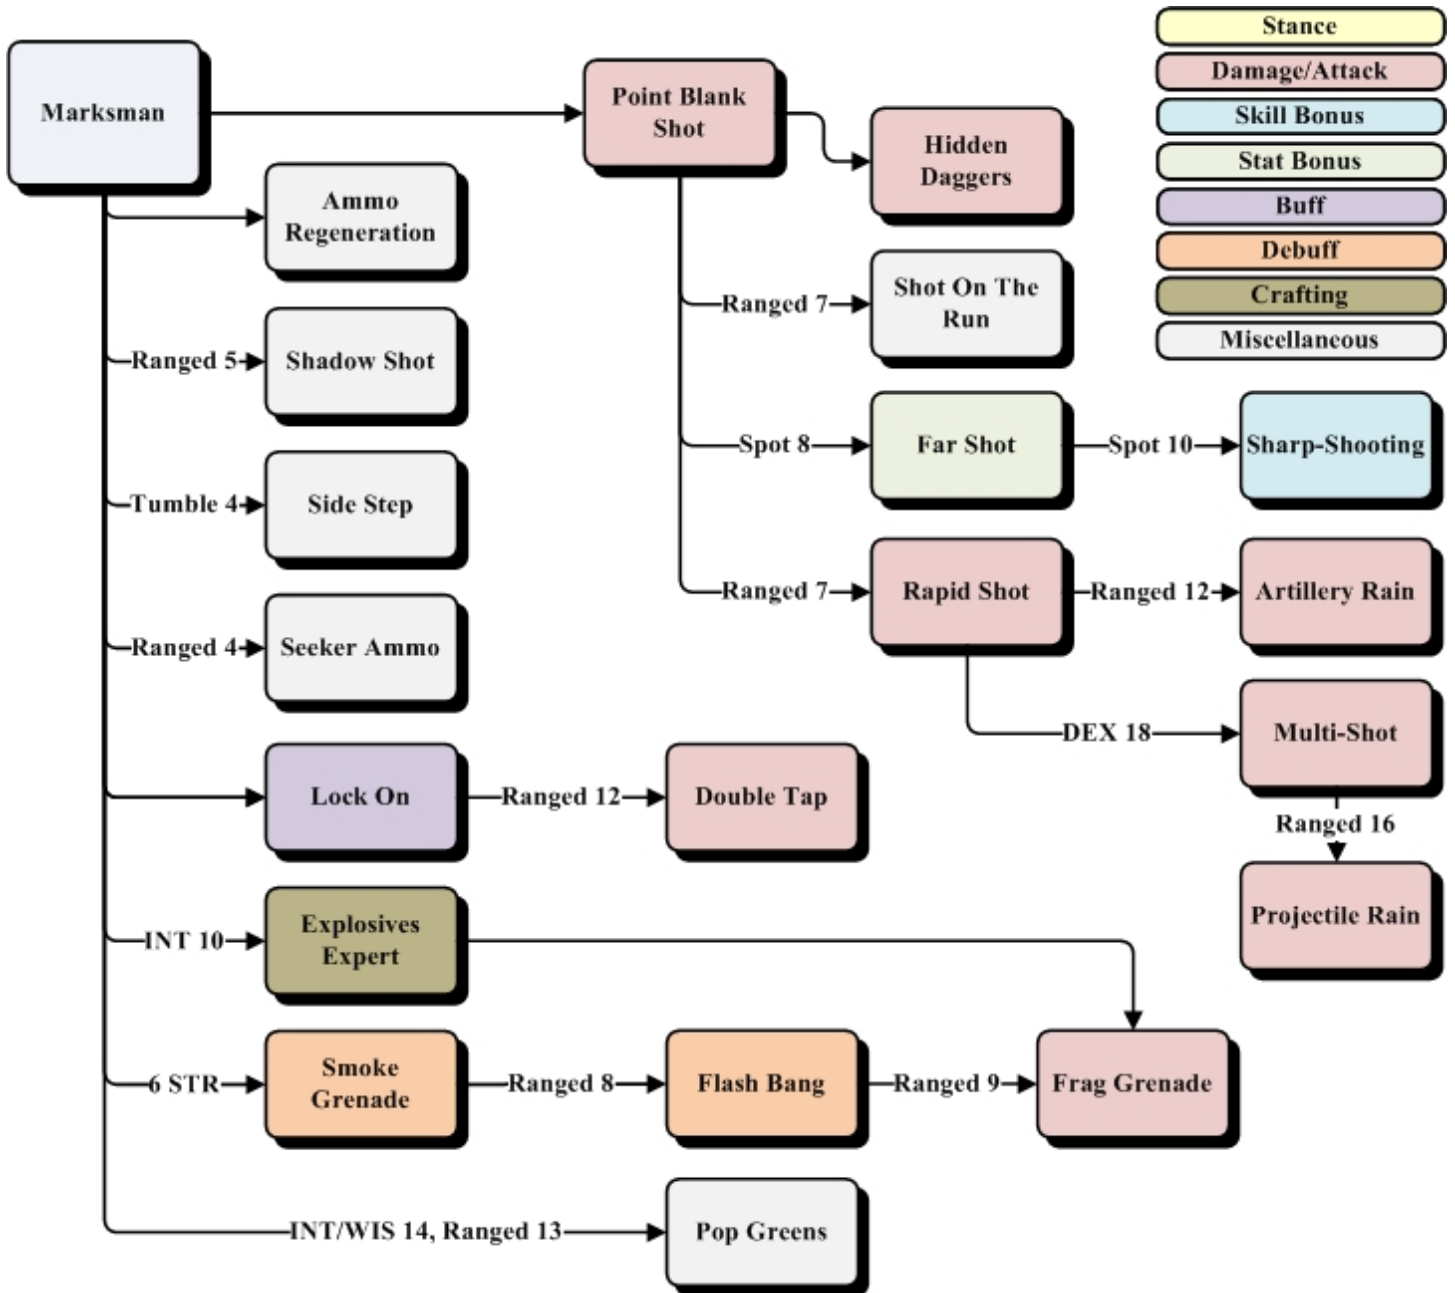 Stance
Damage/Attack
Skill Bonus
Stat Bonus
Buff
Debuff
Crafting
Miscellaneous
Marksman
Point Blank
Shot
Hidden
Daggers
Ammo
Regeneration
Ranged 7
Shot On The
Run
Ranged 5
Shadow Shot
Spot 8
Far Shot
Spot 10
Sharp-Shooting
Tumble 4
Side Step
Ranged 7
Rapid Shot
Ranged 12
Artillery Rain
Ranged 4
Seeker Ammo
DEX 18
Multi-Shot
Lock On
Ranged 12
Double Tap
Ranged 16
Projectile Rain
INT 10
Explosives
Expert
6 STR
Smoke
Grenade
Ranged 8
Flash Bang
Ranged 9
Frag Grenade
INT/WIS 14, Ranged 13
Pop Greens